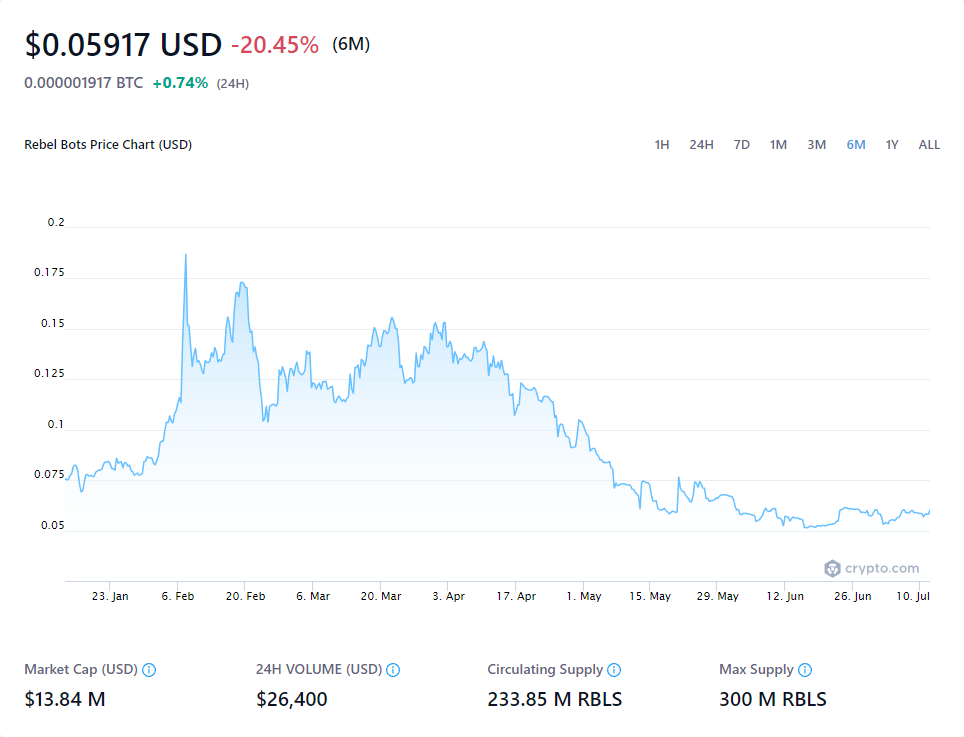 $0.05917 USD -20.45% (6M)
0.000001917 BTC +0.74% (24H)
Rebel Bots Price Chart (USD) 1H 24H 7D 1M 3M 6M 1Y ALL
0.2
0.175
0.15
0.125
0.1
0.075
0.05
crypto.com
23. Jan 6. Feb 20. Feb 6. Mar 20. Mar 3. Apr 17. Apr 1. May 15. May 29. May 12. Jun 26. Jun 10. Jul
Market Cap (USD) 24H VOLUME (USD) Circulating Supply Max Supply
$13.84 M $26,400 233.85 M RBLS 300 M RBLS